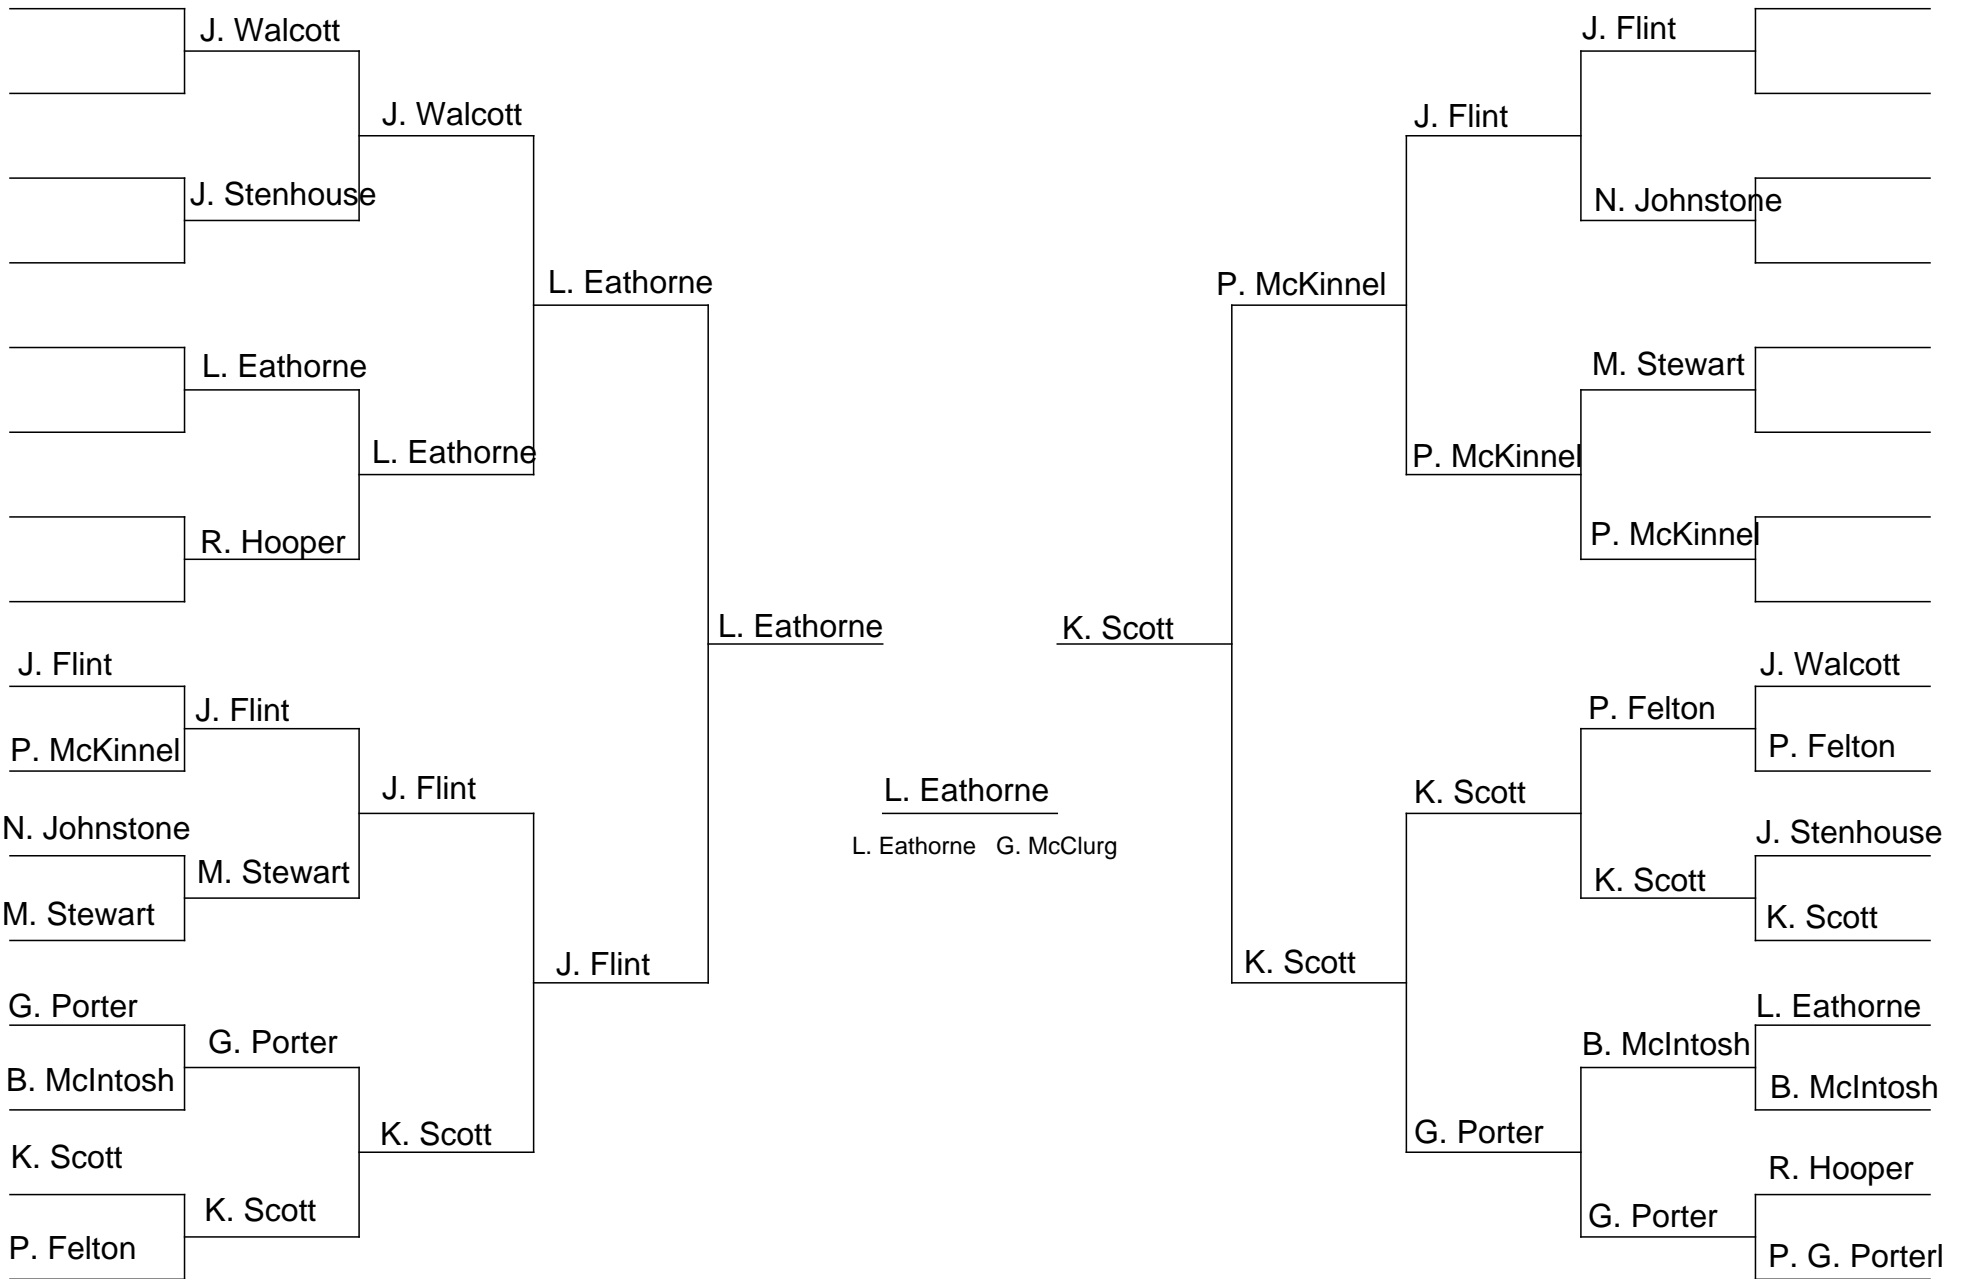 J. Walcott
J. Walcott
J. Stenhouse
L. Eathorne
L. Eathorne
L. Eathorne
R. Hooper
L. Eathorne
J. Flint
J. Flint
P. McKinnel
J. Flint
N. Johnstone
M. Stewart
M. Stewart
J. Flint
G. Porter
G. Porter
B. McIntosh
K. Scott
K. Scott
K. Scott
P. Felton
L. Eathorne
L. Eathorne G. McClurg
J. Flint
J. Flint
N. Johnstone
P. McKinnel
M. Stewart
P. McKinnel
P. McKinnel
K. Scott
J. Walcott
P. Felton
P. Felton
K. Scott
J. Stenhouse
K. Scott
K. Scott
K. Scott
L. Eathorne
B. McIntosh
B. McIntosh
G. Porter
R. Hooper
G. Porter
P. G. Porterl